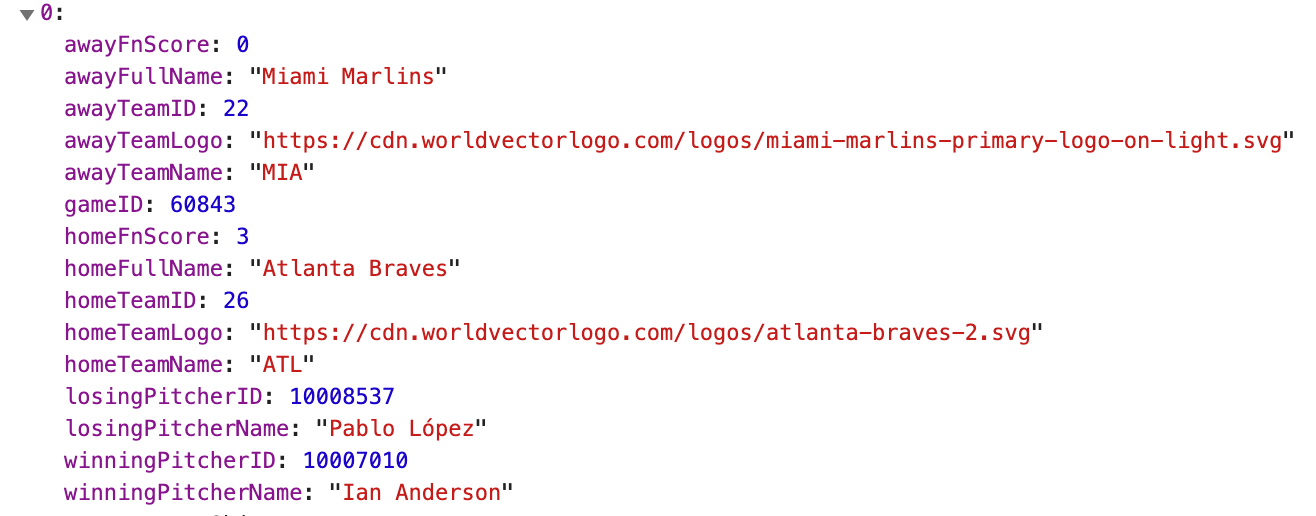 0:
awayFnScore: 0
awayFullName: "Miami Marlins"
awayTeamID: 22
awayTeamLogo: "https://cdn.worldvectorlogo.com/logos/miami-marlins-primary-logo-on-light.svg"
awayTeamName: "MIA"
gameID: 60843
homeFnScore: 3
homeFullName: "Atlanta Braves"
homeTeamID: 26
homeTeamLogo: "https://cdn.worldvectorlogo.com/logos/atlanta-braves-2.svg"
homeTeamName: "ATL"
losingPitcherID: 10008537
losingPitcherName: "Pablo López"
winningPitcherID: 10007010
winningPitcherName: "Ian Anderson"